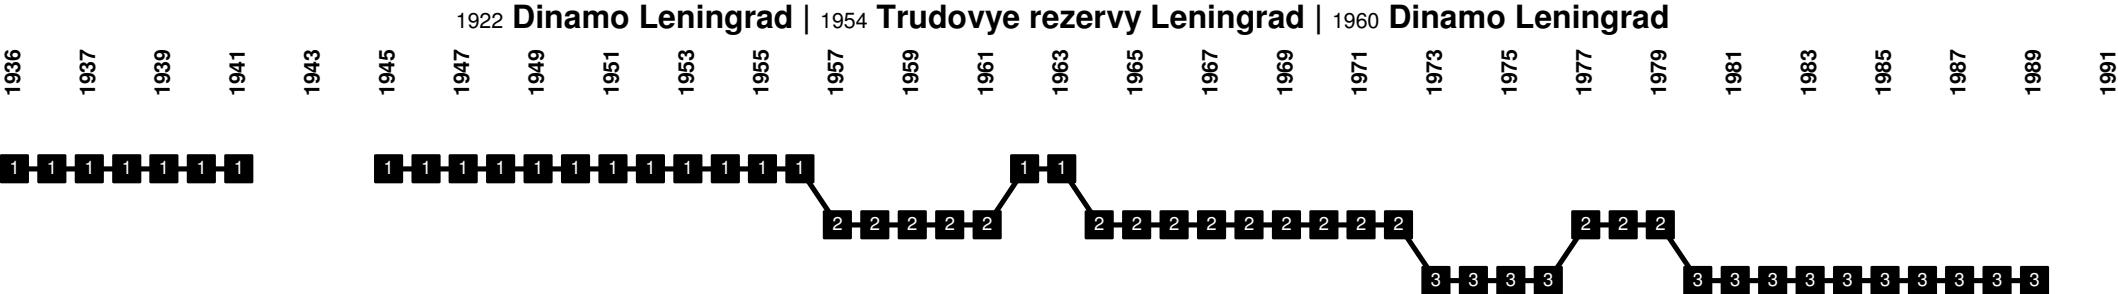 1922 Dinamo Leningrad | 1954 Trudovye rezervy Leningrad | 1960 Dinamo Leningrad
1936 1937 1939 1941 1943 1945 1947 1949 1951 1953 1955 1957 1959 1961 1963 1965 1967 1969 1971 1973 1975 1977 1979 1981 1983 1985 1987 1989 1991
1 1 1 1 1 1 1 1 1 1 1 1 1 1 1 1 1 1 1 1 1
2 2 2 2 2 2 2 2 2 2 2 2 2 2 2 2 2
3 3 3 3 3 3 3 3 3 3 3 3 3 3